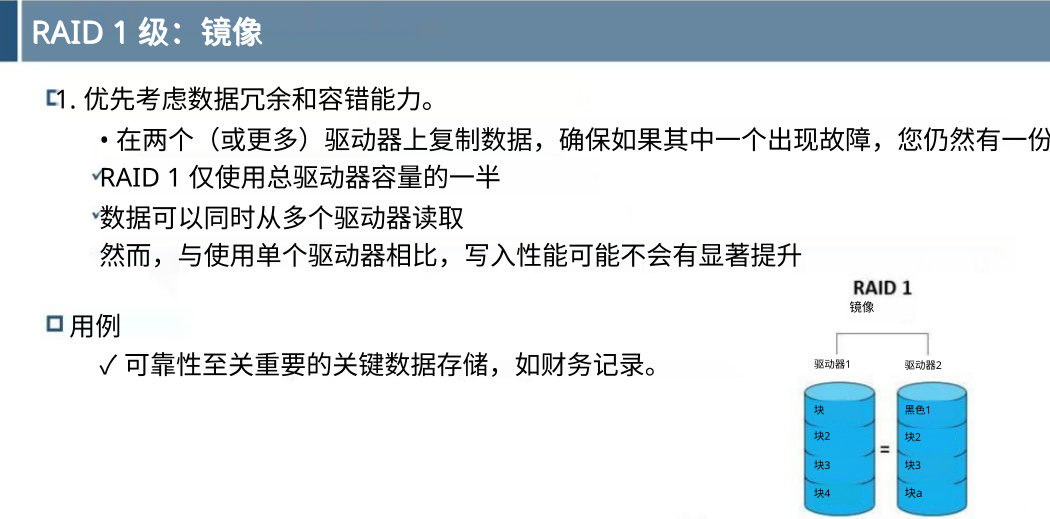 RAID 1 级：镜像
1. 优先考虑数据冗余和容错能力。
• 在两个（或更多）驱动器上复制数据，确保如果其中一个出现故障，您仍然有一份
RAID 1 仅使用总驱动器容量的一半
数据可以同时从多个驱动器读取
然而，与使用单个驱动器相比，写入性能可能不会有显著提升
用例
✓ 可靠性至关重要的关键数据存储，如财务记录。
RAID 1
镜像
驱动器1 驱动器2
块 黑色1
块2 块2
=
块3 块3
块4 块a